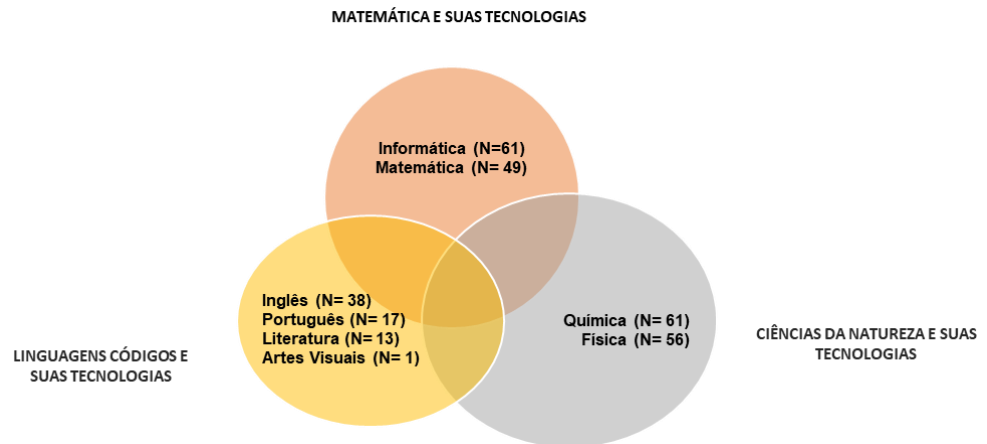 MATEMÁTICA E SUAS TECNOLOGIAS
Informática (N=61)
Matemática (N= 49)
Inglês (N= 38)
Português (N= 17)
Literatura (N= 13)
Artes Visuais (N= 1)
Química (N= 61)
Física (N= 56)
LINGUAGENS CÓDIGOS E
SUAS TECNOLOGIAS
CIÊNCIAS DA NATUREZA E SUAS
TECNOLOGIAS